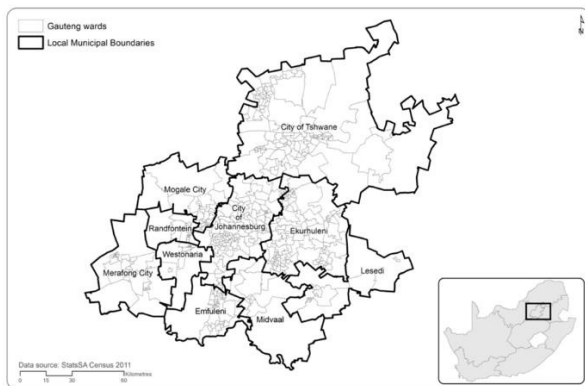 Gauteng wards
Local Municipal Boundaries
N
City of Tshwane
Mogale City
City
of
Johannesburg
Ekurhuleni
Randfontein
Westonaria
Merafong City
Lesedi
Emfuleni
Midvaal
Data source: StatsSA Census 2011
Kilometres
0 15 30 60